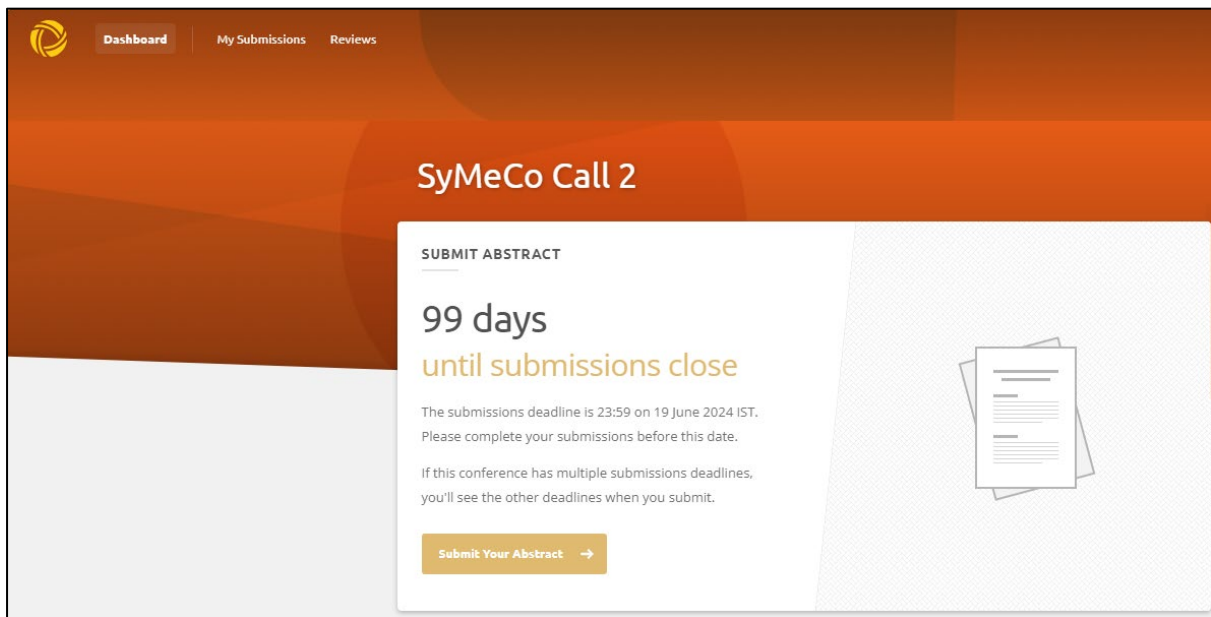 Dashboard My Submissions Reviews
SyMeCo Call 2
SUBMIT ABSTRACT
99 days
until submissions close
The submissions deadline is 23:59 on 19 June 2024 IST.
Please complete your submissions before this date.
If this conference has multiple submissions deadlines,
you'll see the other deadlines when you submit.
Submit Your Abstract →